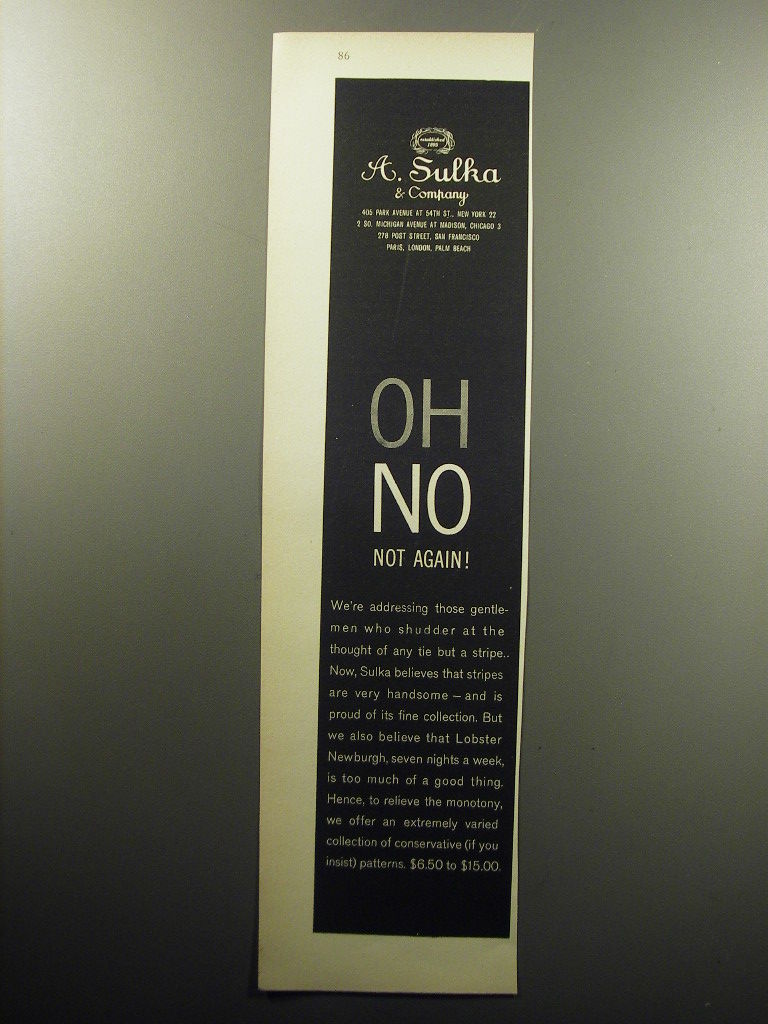 86
established
1895
A. Sulka
& Company
405 PARK AVENUE AT 54TH ST., NEW YORK 22
2 SO. MICHIGAN AVENUE AT MADISON, CHICAGO 3
278 POST STREET, SAN FRANCISCO
PARIS, LONDON, PALM BEACH
OH
NO
NOT AGAIN!
We're addressing those gentle-
men who shudder at the
thought of any tie but a stripe..
Now, Sulka believes that stripes
are very handsome — and is
proud of its fine collection. But
we also believe that Lobster
Newburgh, seven nights a week,
is too much of a good thing.
Hence, to relieve the monotony,
we offer an extremely varied
collection of conservative (if you
insist) patterns. $6.50 to $15.00.